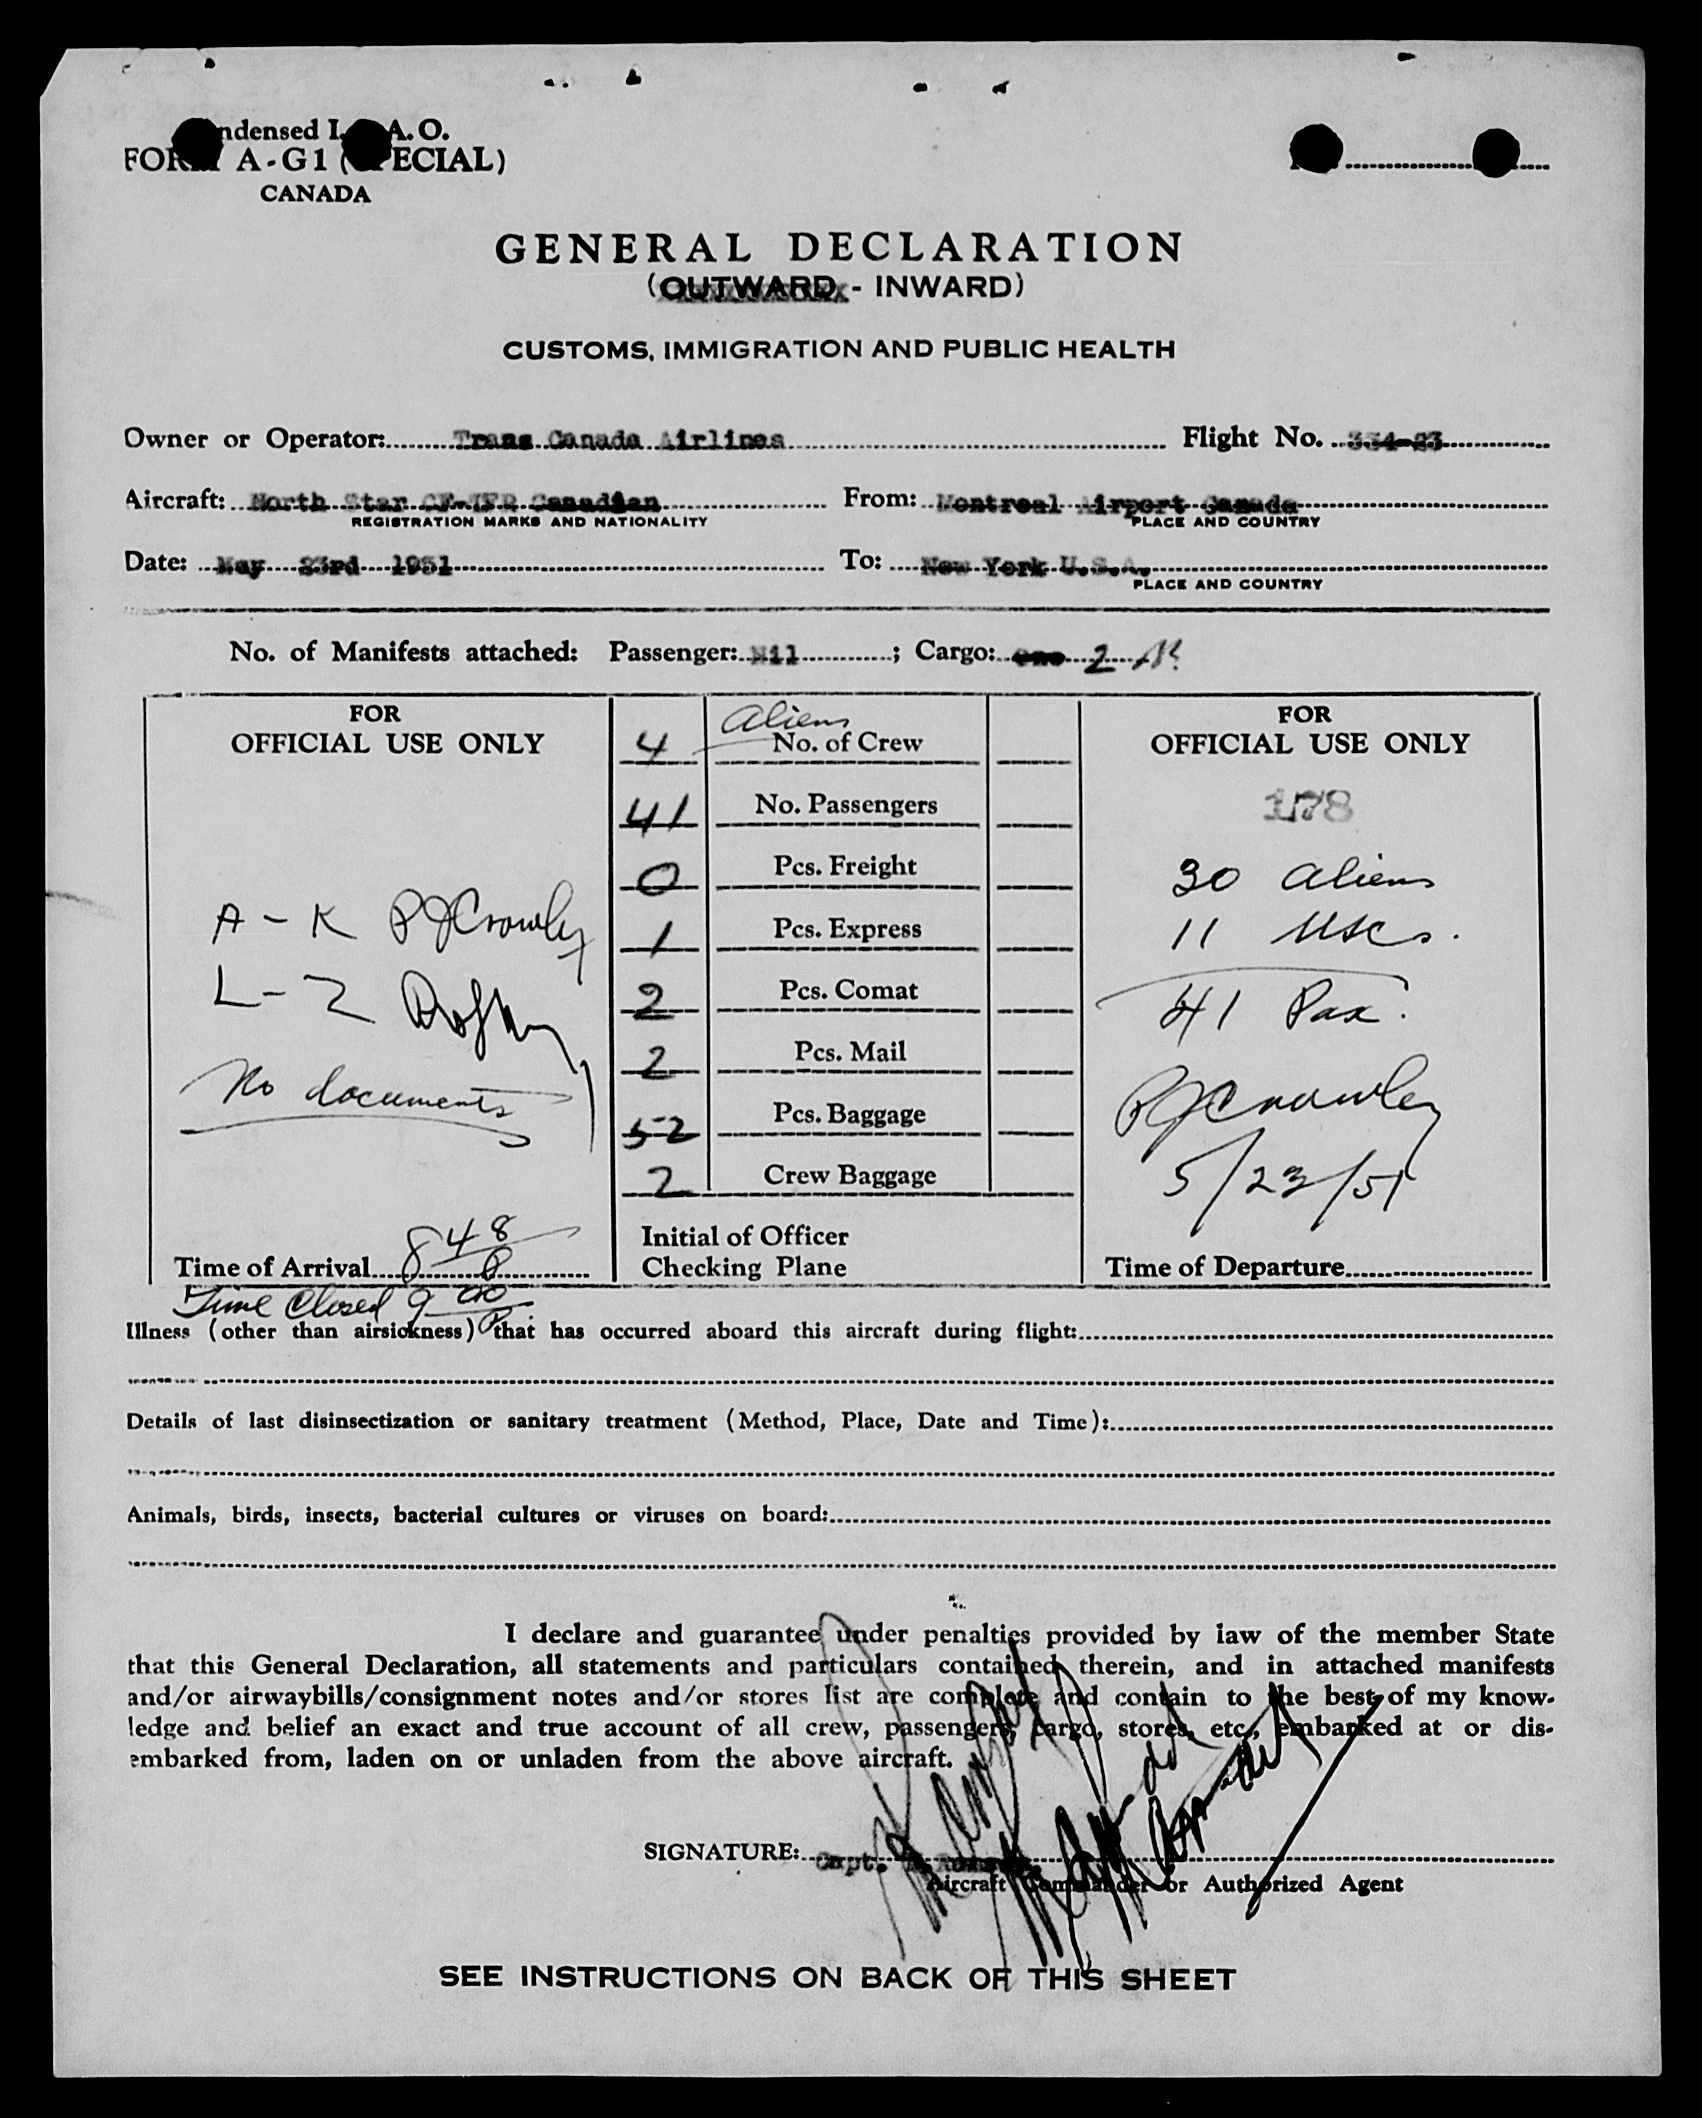 Condensed I.C.A.O.
FORM A-G1 (SPECIAL)
CANADA
GENERAL DECLARATION
(OUTWARD - INWARD)
CUSTOMS, IMMIGRATION AND PUBLIC HEALTH
Owner or Operator: Trans Canada Airlines Flight No.
Aircraft: North Star Canadian From: Montreal Airport Canada
REGISTRATION MARKS AND NATIONALITY PLACE AND COUNTRY
Date: May 23rd 1951 To: New York U.S.A.
PLACE AND COUNTRY
No. of Manifests attached: Passenger: Nil ; Cargo: one 2
FOR
OFFICIAL USE ONLY
A - K PJCrowley
L - Z
No documents
Time of Arrival 8 48 P
Time Closed 9 00 P
Aliens
4 No. of Crew
41 No. Passengers
0 Pcs. Freight
1 Pcs. Express
2 Pcs. Comat
2 Pcs. Mail
52 Pcs. Baggage
2 Crew Baggage
Initial of Officer
Checking Plane
FOR
OFFICIAL USE ONLY
178
30 Aliens
11 USCs.
41 Pax.
PJCrowley
5/23/51
Time of Departure
Illness (other than airsickness) that has occurred aboard this aircraft during flight:
Details of last disinsectization or sanitary treatment (Method, Place, Date and Time):
Animals, birds, insects, bacterial cultures or viruses on board:
I declare and guarantee under penalties provided by law of the member State
that this General Declaration, all statements and particulars contained therein, and in attached manifests
and/or airwaybills/consignment notes and/or stores list are complete and contain to the best of my know-
ledge and belief an exact and true account of all crew, passengers, cargo, stores, etc., embarked at or dis-
embarked from, laden on or unladen from the above aircraft.
SIGNATURE: Capt.
Aircraft Commander or Authorized Agent
SEE INSTRUCTIONS ON BACK OF THIS SHEET